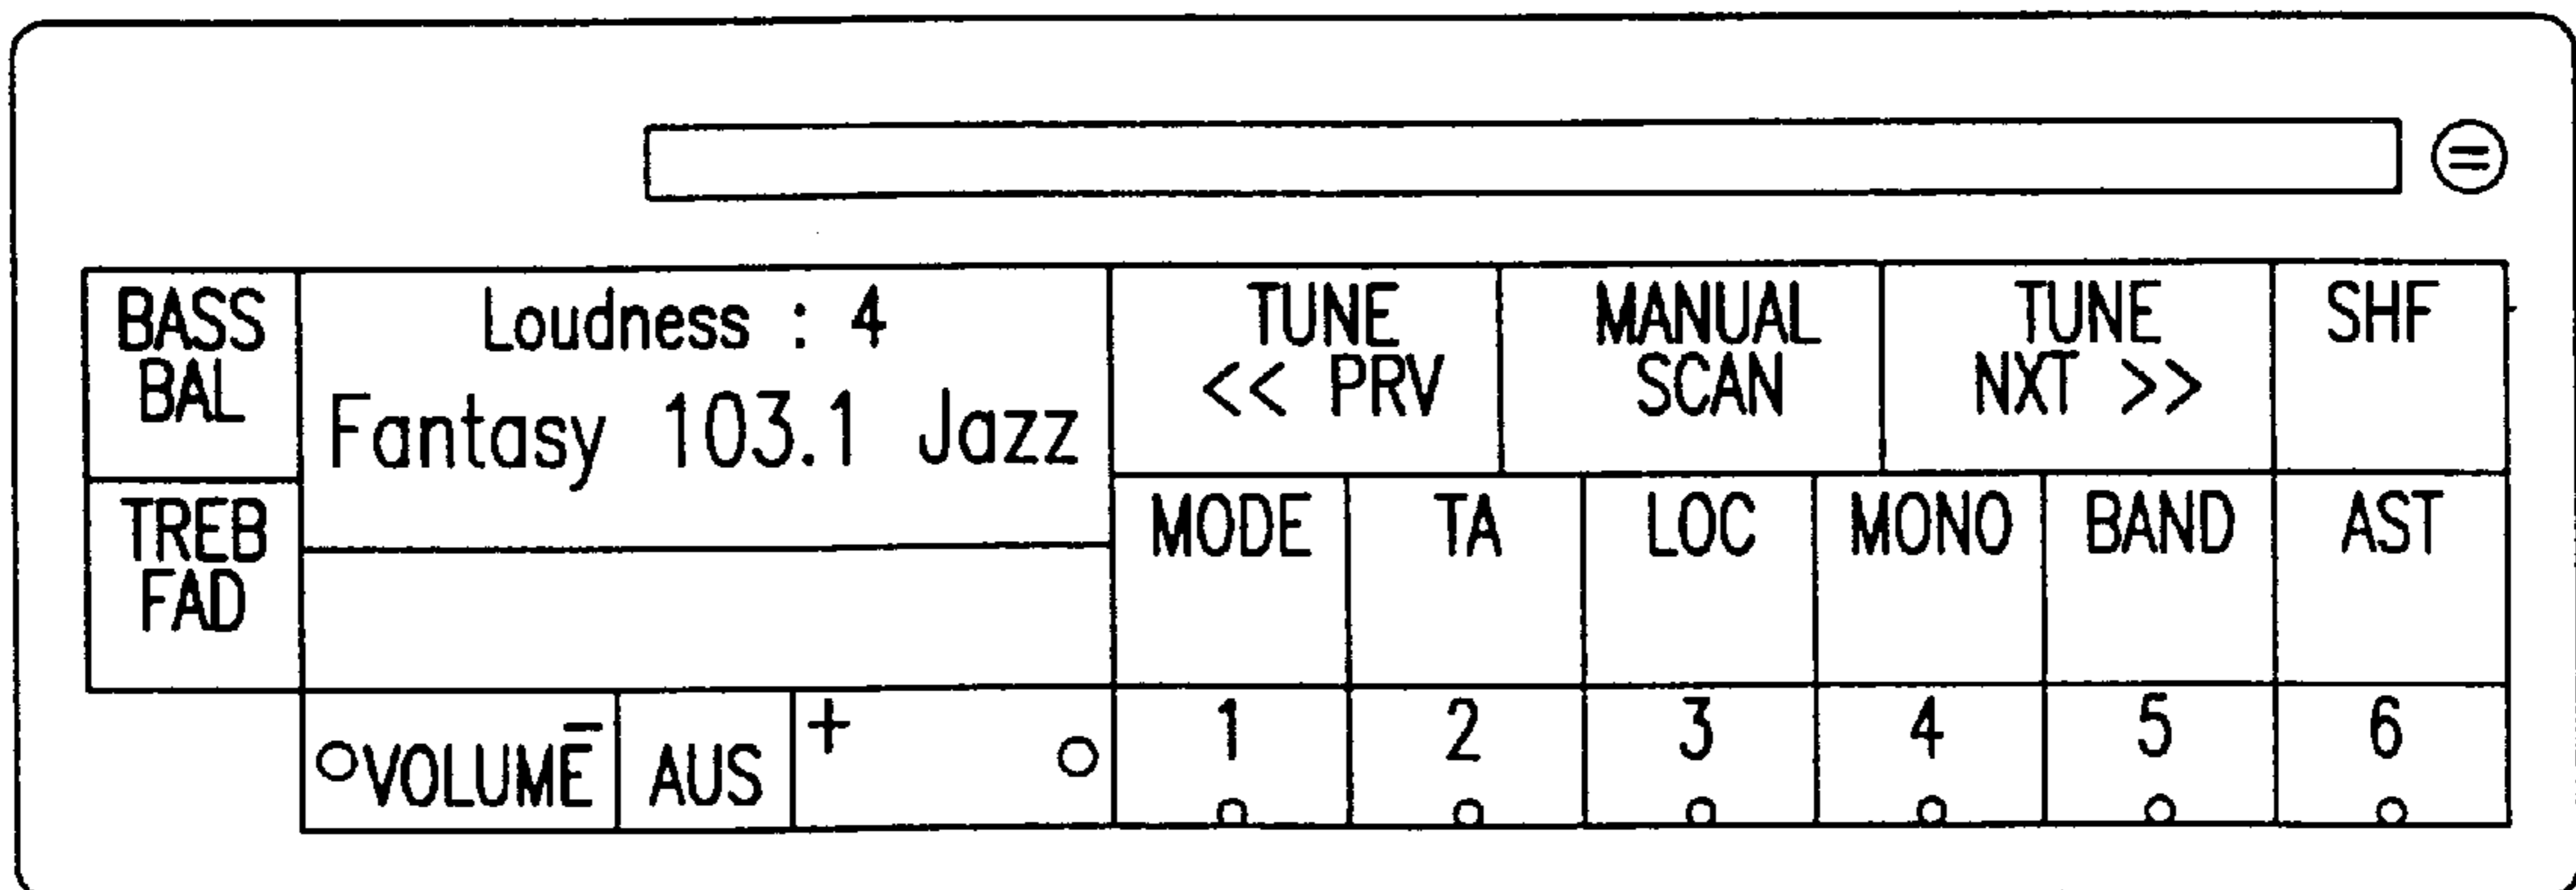 BASS
BAL
Loudness : 4
Fantasy 103.1 Jazz
TUNE
<< PRV
MANUAL
SCAN
TUNE
NXT >>
SHF
TREB
FAD
MODE
TA
LOC
MONO
BAND
AST
VOLUME -
AUS
+
1
2
3
4
5
6